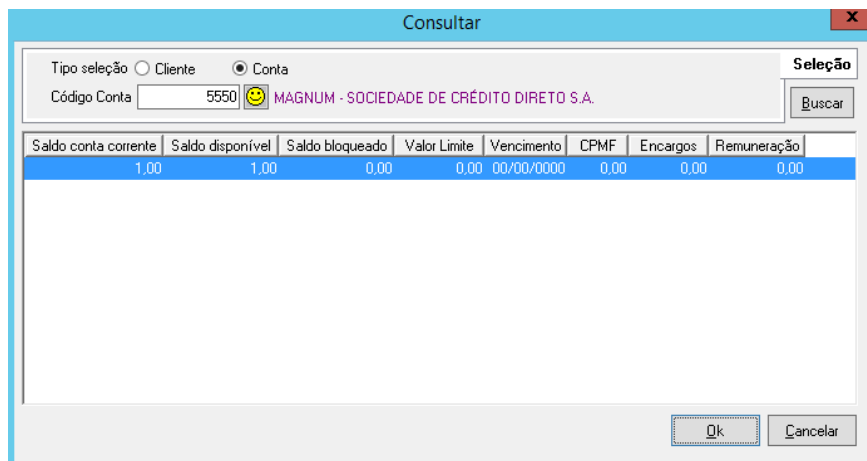 Consultar
x
Tipo seleção Cliente Conta
Seleção
Código Conta 5550 MAGNUM - SOCIEDADE DE CRÉDITO DIRETO S.A.
Buscar
Saldo conta corrente Saldo disponível Saldo bloqueado Valor Limite Vencimento CPMF Encargos Remuneração
1,00 1,00 0,00 0,00 00/00/0000 0,00 0,00 0,00
Ok Cancelar